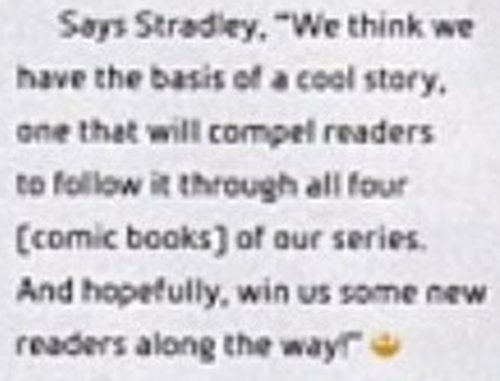 Says Stradley, "We think we
have the basis of a cool story,
one that will compel readers
to follow it through all four
[comic books] of our series.
And hopefully, win us some new
readers along the way!"